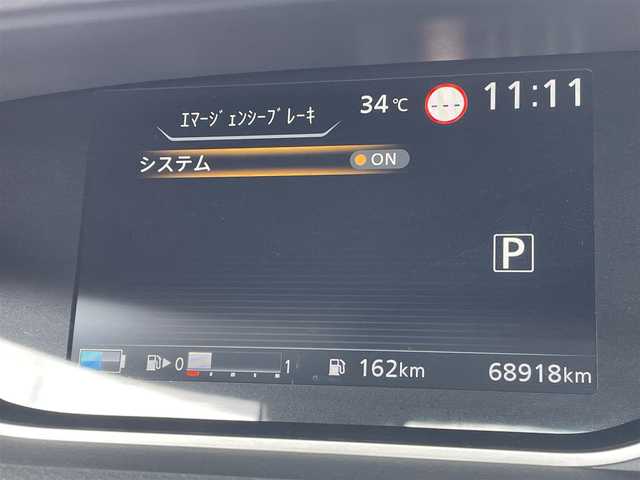 ｴﾏｰｼﾞｪﾝｼｰﾌﾞﾚｰｷ 34℃ --- 11:11
システム ON
P
0 1 162km 68918km